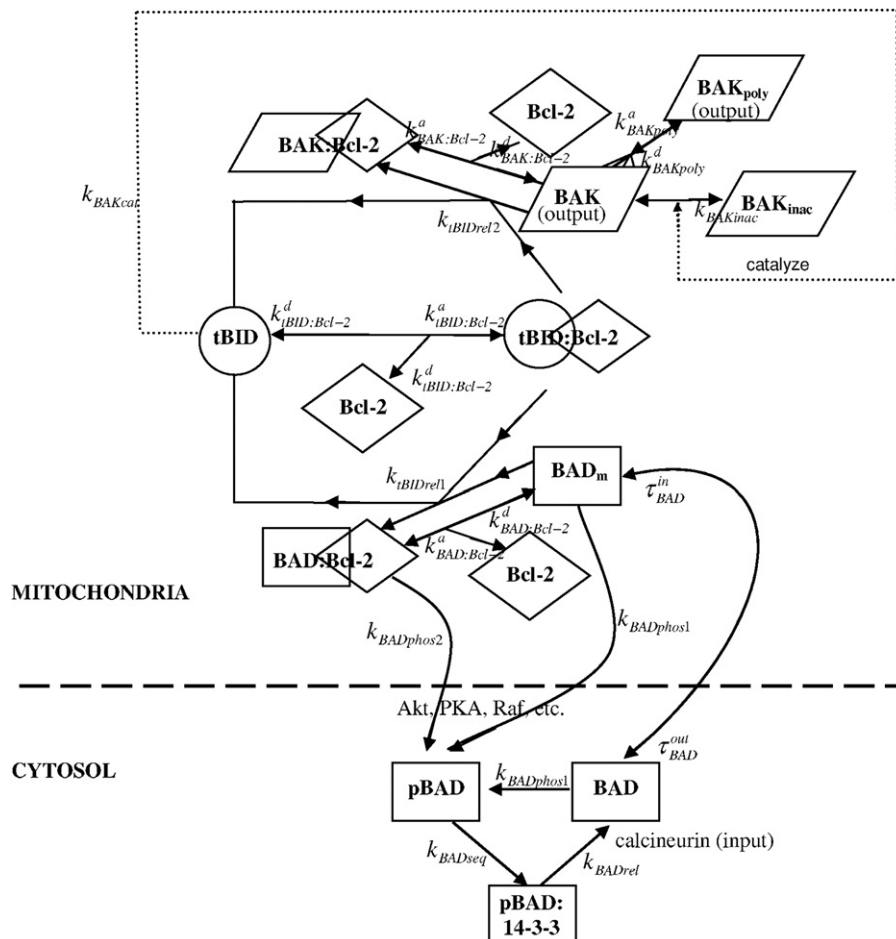 BAK_poly
(output)
Bcl-2
k^a_BAKpoly
k^a_BAK:Bcl-2
BAK:Bcl-2
k^d_BAK:Bcl-2
k^d_BAKpoly
k_BAKcat
BAK
(output)
k_BAKinac
BAK_inac
k_tBIDrel2
catalyze
k^d_tBID:Bcl-2
k^a_tBID:Bcl-2
tBID
tBID:Bcl-2
k^d_tBID:Bcl-2
Bcl-2
k_tBIDrel1
BAD_m
τ^in_BAD
k^d_BAD:Bcl-2
k^a_BAD:Bcl-2
BAD:Bcl-2
Bcl-2
MITOCHONDRIA
k_BADphos2
k_BADphos1
Akt, PKA, Raf, etc.
τ^out_BAD
CYTOSOL
k_BADphos1
pBAD
BAD
calcineurin (input)
k_BADseq
k_BADrel
pBAD:
14-3-3